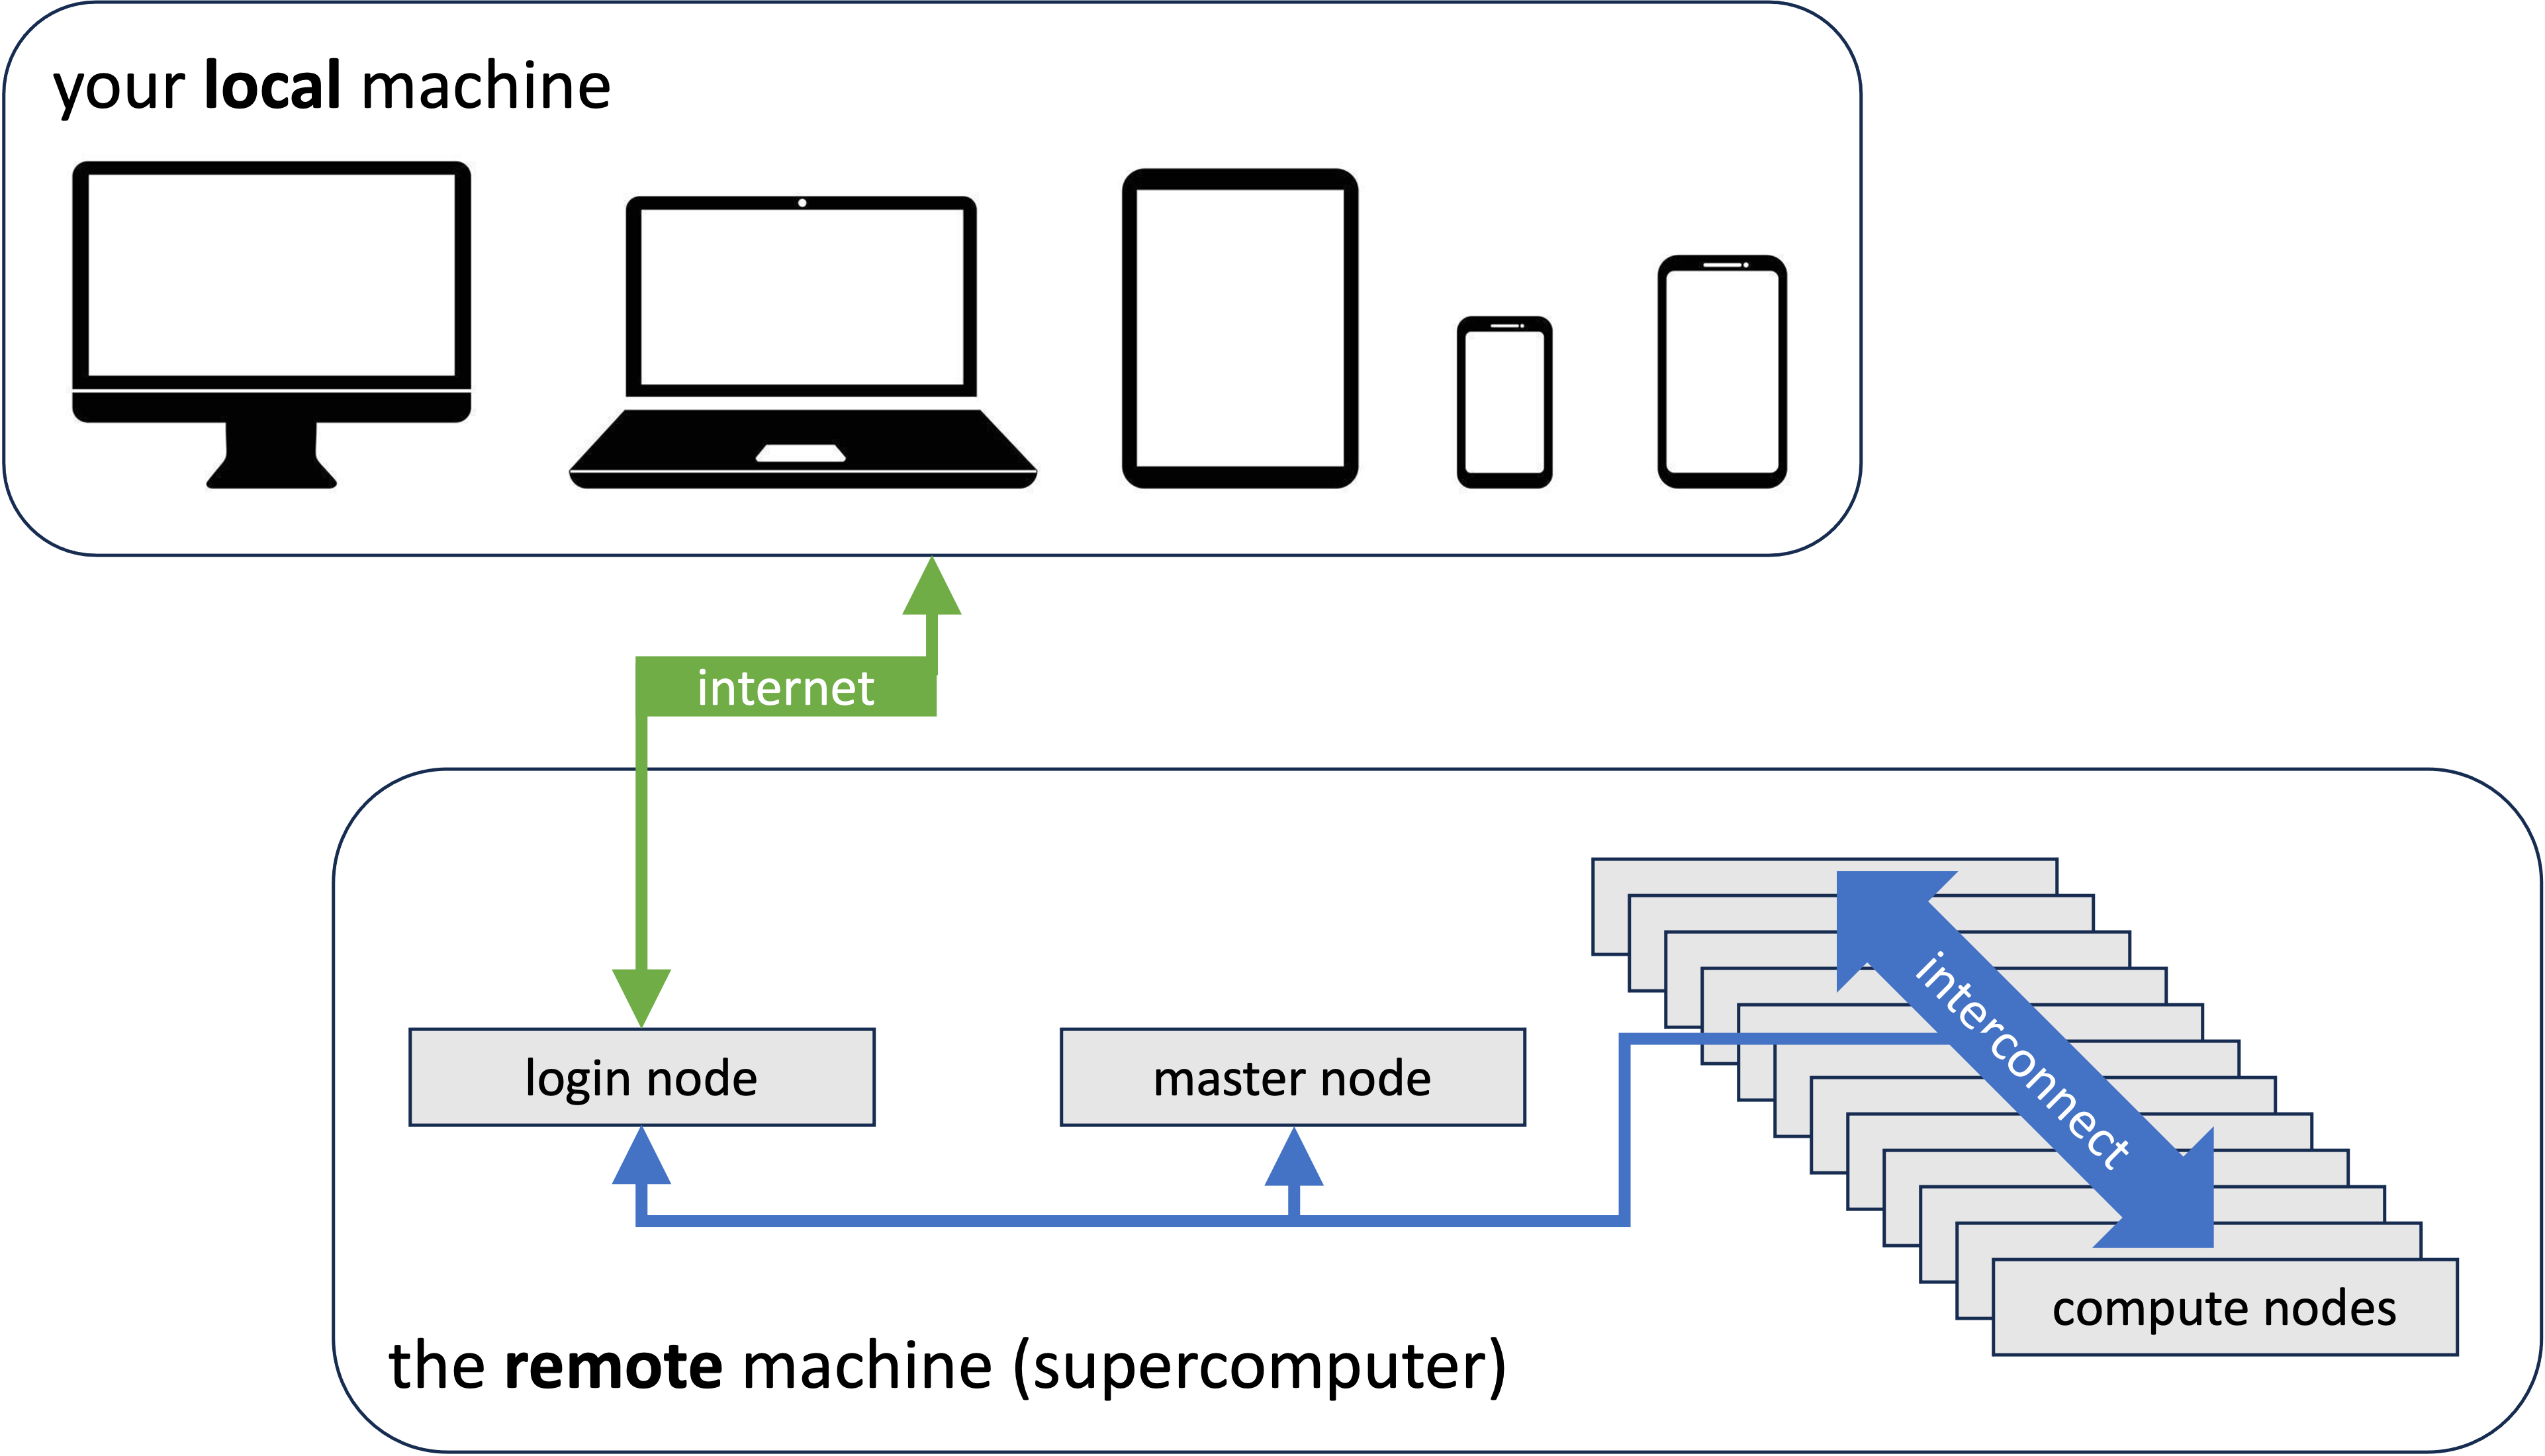 your local machine
internet
login node
master node
interconnect
compute nodes
the remote machine (supercomputer)